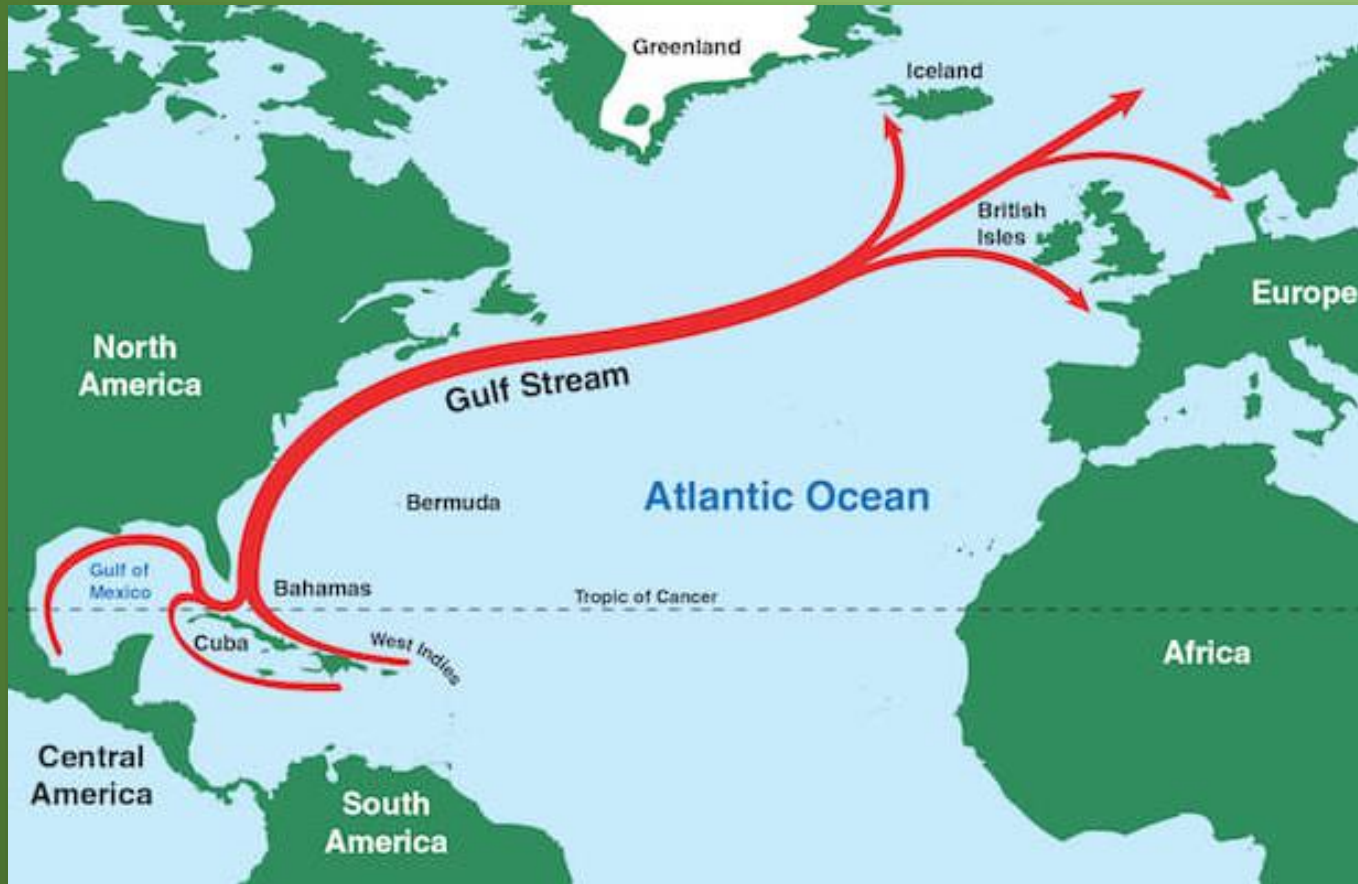 Greenland
Iceland
British
Isles
Europe
North
America
Gulf Stream
Atlantic Ocean
Bermuda
Gulf of
Mexico
Bahamas
Tropic of Cancer
Cuba
West Indies
Africa
Central
America
South
America